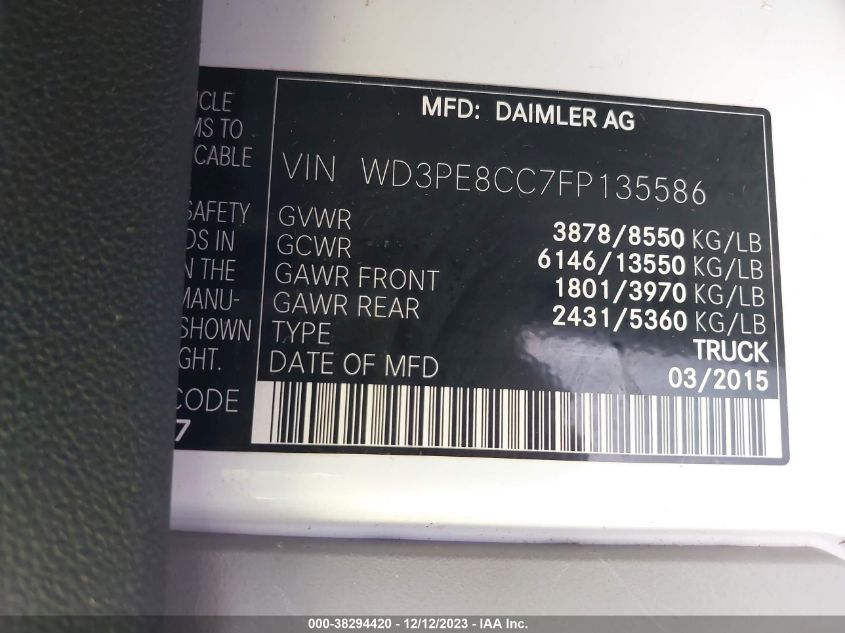 MFD: DAIMLER AG
VIN WD3PE8CC7FP135586
GVWR 3878/8550 KG/LB
GCWR 6146/13550 KG/LB
GAWR FRONT 1801/3970 KG/LB
GAWR REAR 2431/5360 KG/LB
TYPE TRUCK
DATE OF MFD 03/2015
ICLE
MS TO
CABLE
SAFETY
DS IN
N THE
MANU-
SHOWN
GHT.
CODE
7
000-38294420 - 12/12/2023 - IAA Inc.